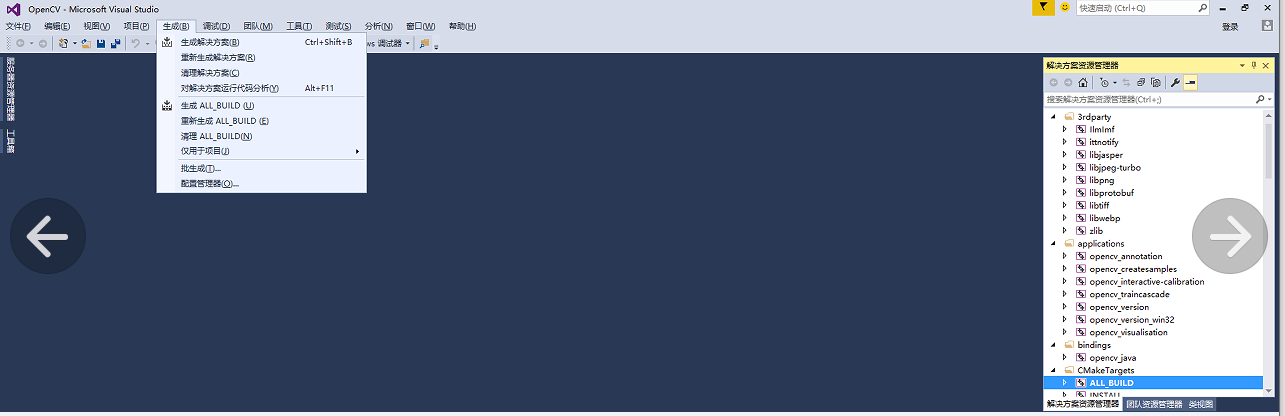 OpenCV - Microsoft Visual Studio
快速启动 (Ctrl+Q)
文件(F) 编辑(E) 视图(V) 项目(P) 生成(B) 调试(D) 团队(M) 工具(T) 测试(S) 分析(N) 窗口(W) 帮助(H)
登录
生成解决方案(B) Ctrl+Shift+B
重新生成解决方案(R)
清理解决方案(C)
对解决方案运行代码分析(Y) Alt+F11
生成 ALL_BUILD (U)
重新生成 ALL_BUILD (E)
清理 ALL_BUILD(N)
仅用于项目(J)
批生成(T)...
配置管理器(O)...
ws 调试器
服务器资源管理器
工具箱
解决方案资源管理器
搜索解决方案资源管理器(Ctrl+;)
3rdparty
IlmImf
ittnotify
libjasper
libjpeg-turbo
libpng
libprotobuf
libtiff
libwebp
zlib
applications
opencv_annotation
opencv_createsamples
opencv_interactive-calibration
opencv_traincascade
opencv_version
opencv_version_win32
opencv_visualisation
bindings
opencv_java
CMakeTargets
ALL_BUILD
INSTALL
解决方案资源管理器 团队资源管理器 类视图